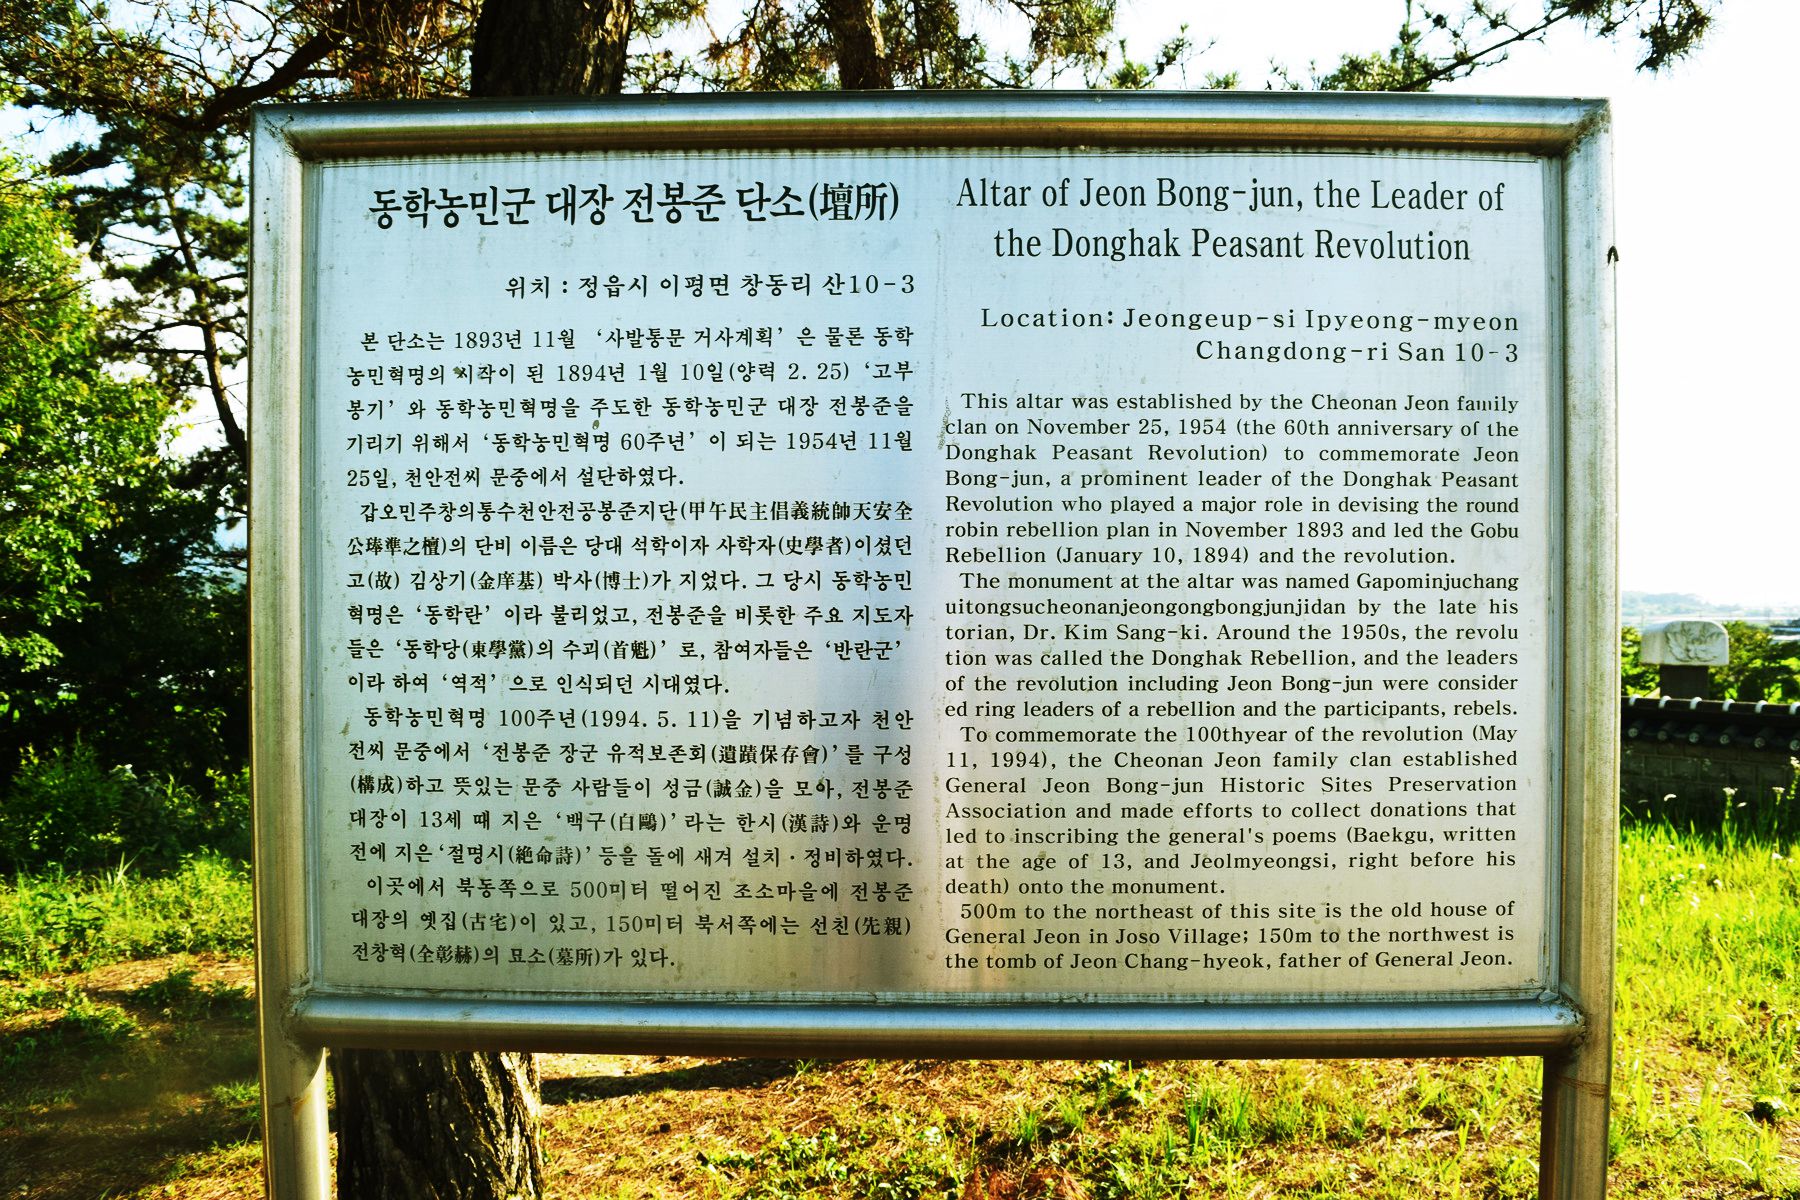 동학농민군 대장 전봉준 단소(壇所)
위치 : 정읍시 이평면 창동리 산10-3
본 단소는 1893년 11월 ‘사발통문 거사계획’ 은 물론 동학
농민혁명의 시작이 된 1894년 1월 10일(양력 2. 25) ‘고부
봉기’ 와 동학농민혁명을 주도한 동학농민군 대장 전봉준을
기리기 위해서 ‘동학농민혁명 60주년’ 이 되는 1954년 11월
25일, 천안전씨 문중에서 설단하였다.
갑오민주창의통수천안전공봉준지단(甲午民主倡義統帥天安全
公琫準之壇)의 단비 이름은 당대 석학이자 사학자(史學者)이셨던
고(故) 김상기(金庠基) 박사(博士)가 지었다. 그 당시 동학농민
혁명은 ‘동학란’ 이라 불리었고, 전봉준을 비롯한 주요 지도자
들은 ‘동학당(東學黨)의 수괴(首魁)’ 로, 참여자들은 ‘반란군’
이라 하여 ‘역적’ 으로 인식되던 시대였다.
동학농민혁명 100주년(1994. 5. 11)을 기념하고자 천안
전씨 문중에서 ‘전봉준 장군 유적보존회(遺蹟保存會)’ 를 구성
(構成)하고 뜻있는 문중 사람들이 성금(誠金)을 모아, 전봉준
대장이 13세 때 지은 ‘백구(白鷗)’ 라는 한시(漢詩)와 운명
전에 지은 ‘절명시(絶命詩)’ 등을 돌에 새겨 설치·정비하였다.
이곳에서 북동쪽으로 500미터 떨어진 조소마을에 전봉준
대장의 옛집(古宅)이 있고, 150미터 북서쪽에는 선친(先親)
전창혁(全彰赫)의 묘소(墓所)가 있다.
Altar of Jeon Bong-jun, the Leader of
the Donghak Peasant Revolution
Location: Jeongeup-si Ipyeong-myeon
Changdong-ri San 10-3
This altar was established by the Cheonan Jeon family
clan on November 25, 1954 (the 60th anniversary of the
Donghak Peasant Revolution) to commemorate Jeon
Bong-jun, a prominent leader of the Donghak Peasant
Revolution who played a major role in devising the round
robin rebellion plan in November 1893 and led the Gobu
Rebellion (January 10, 1894) and the revolution.
The monument at the altar was named Gapominjuchang
uitongsucheonanjeongongbongjunjidan by the late his
torian, Dr. Kim Sang-ki. Around the 1950s, the revolu
tion was called the Donghak Rebellion, and the leaders
of the revolution including Jeon Bong-jun were consider
ed ring leaders of a rebellion and the participants, rebels.
To commemorate the 100thyear of the revolution (May
11, 1994), the Cheonan Jeon family clan established
General Jeon Bong-jun Historic Sites Preservation
Association and made efforts to collect donations that
led to inscribing the general's poems (Baekgu, written
at the age of 13, and Jeolmyeongsi, right before his
death) onto the monument.
500m to the northeast of this site is the old house of
General Jeon in Joso Village; 150m to the northwest is
the tomb of Jeon Chang-hyeok, father of General Jeon.